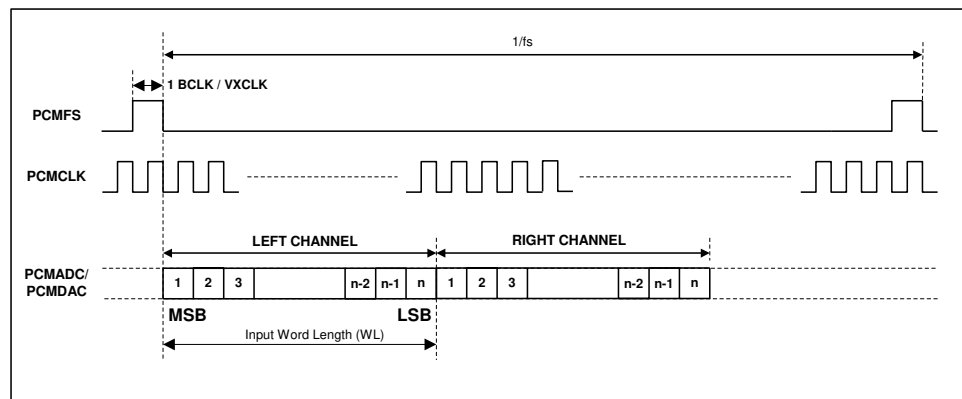 1/fs
1 BCLK / VXCLK
PCMFS
PCMCLK
LEFT CHANNEL
RIGHT CHANNEL
PCMADC/
PCMDAC
1 2 3 n-2 n-1 n 1 2 3 n-2 n-1 n
MSB LSB
Input Word Length (WL)